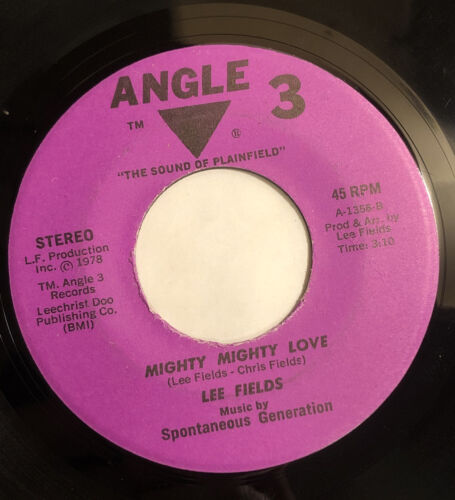 ANGLE 3
TM
®
"THE SOUND OF PLAINFIELD"
STEREO
L.F. Production
Inc. © 1978
TM. Angle 3
Records
Leechrist Doo
Publishing Co.
(BMI)
45 RPM
A-1356-B
Prod & Arr. by
Lee Fields
Time: 3:10
MIGHTY MIGHTY LOVE
(Lee Fields - Chris Fields)
LEE FIELDS
Music by
Spontaneous Generation